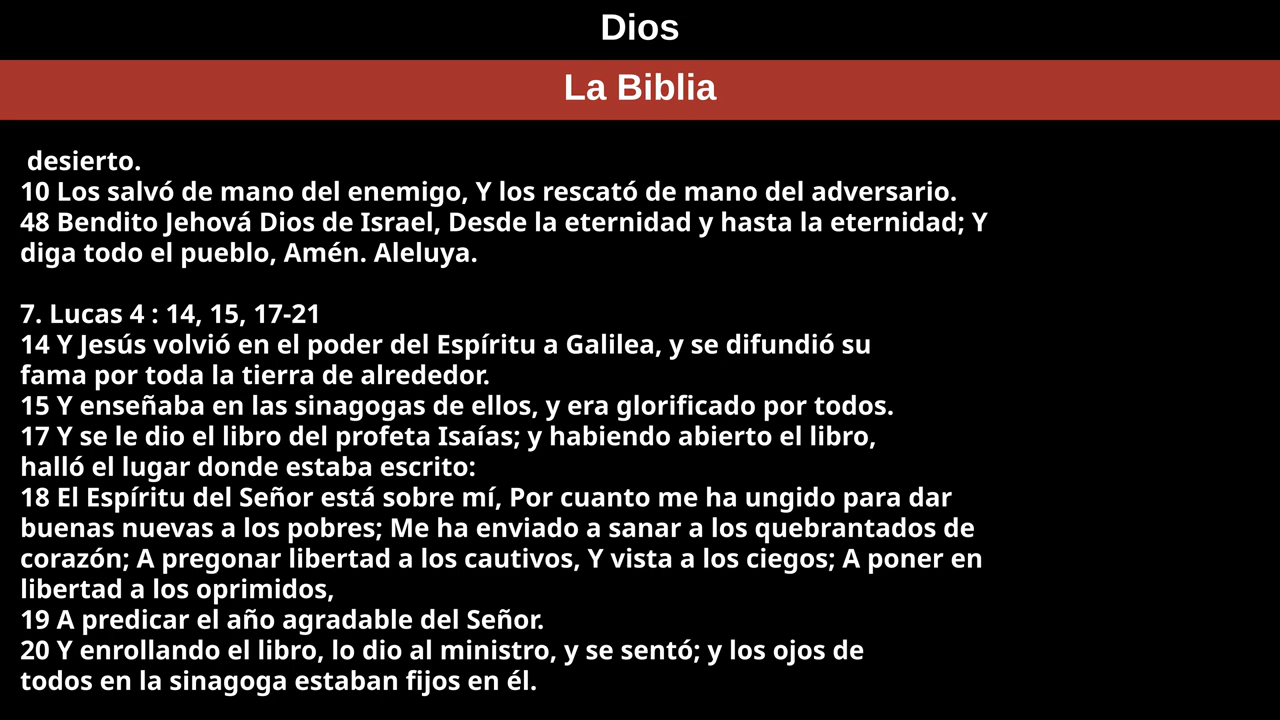 Dios
La Biblia
desierto.
10 Los salvó de mano del enemigo, Y los rescató de mano del adversario.
48 Bendito Jehová Dios de Israel, Desde la eternidad y hasta la eternidad; Y
diga todo el pueblo, Amén. Aleluya.
7. Lucas 4 : 14, 15, 17-21
14 Y Jesús volvió en el poder del Espíritu a Galilea, y se difundió su
fama por toda la tierra de alrededor.
15 Y enseñaba en las sinagogas de ellos, y era glorificado por todos.
17 Y se le dio el libro del profeta Isaías; y habiendo abierto el libro,
halló el lugar donde estaba escrito:
18 El Espíritu del Señor está sobre mí, Por cuanto me ha ungido para dar
buenas nuevas a los pobres; Me ha enviado a sanar a los quebrantados de
corazón; A pregonar libertad a los cautivos, Y vista a los ciegos; A poner en
libertad a los oprimidos,
19 A predicar el año agradable del Señor.
20 Y enrollando el libro, lo dio al ministro, y se sentó; y los ojos de
todos en la sinagoga estaban fijos en él.